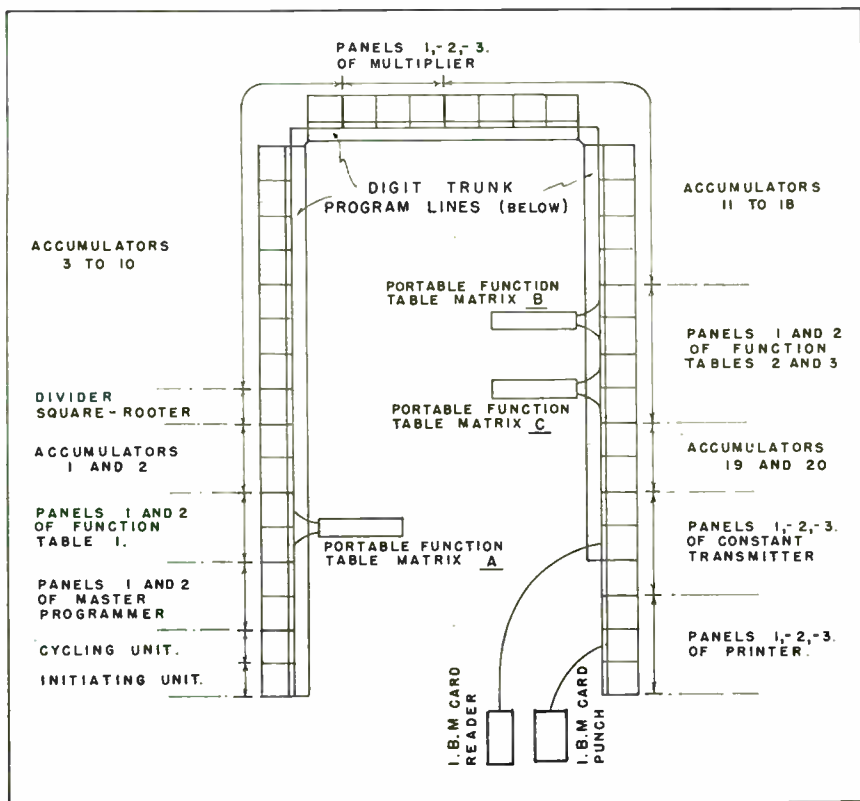 PANELS 1,-2,-3.
OF MULTIPLIER
DIGIT TRUNK
PROGRAM LINES (BELOW)
ACCUMULATORS
3 TO 10
ACCUMULATORS
11 TO 18
PORTABLE FUNCTION
TABLE MATRIX B
PANELS 1 AND 2
OF FUNCTION
TABLES 2 AND 3
DIVIDER
SQUARE-ROOTER
PORTABLE FUNCTION
TABLE MATRIX C
ACCUMULATORS
1 AND 2
ACCUMULATORS
19 AND 20
PANELS 1 AND 2
OF FUNCTION
TABLE 1.
PORTABLE FUNCTION
TABLE MATRIX A
PANELS 1,-2,-3.
OF CONSTANT
TRANSMITTER
PANELS 1 AND 2
OF MASTER
PROGRAMMER
CYCLING UNIT.
INITIATING UNIT.
PANELS 1,-2,-3.
OF PRINTER.
I.B.M CARD
READER
I.B.M CARD
PUNCH